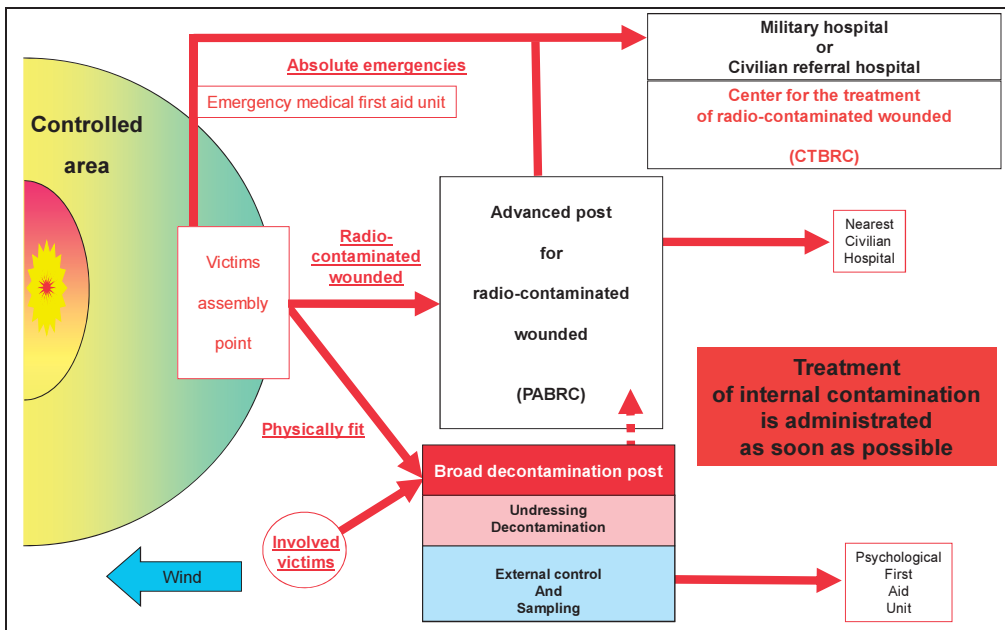 Military hospital
or
Civilian referral hospital
Center for the treatment
of radio-contaminated wounded
(CTBRC)
Absolute emergencies
Emergency medical first aid unit
Controlled
area
Victims
assembly
point
Radio-
contaminated
wounded
Advanced post
for
radio-contaminated
wounded
(PABRC)
Nearest
Civilian
Hospital
Treatment
of internal contamination
is administrated
as soon as possible
Physically fit
Broad decontamination post
Undressing
Decontamination
External control
And
Sampling
Involved
victims
Wind
Psychological
First
Aid
Unit